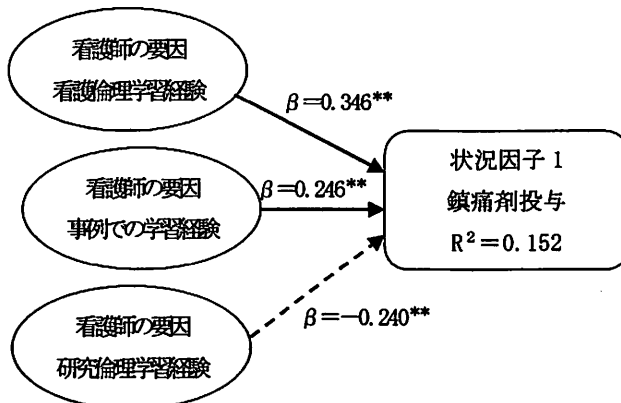 看護師の要因
看護倫理学習経験
β=0.346**
看護師の要因
事例での学習経験
β=0.246**
状況因子1
鎮痛剤投与
R²=0.152
看護師の要因
研究倫理学習経験
β=−0.240**